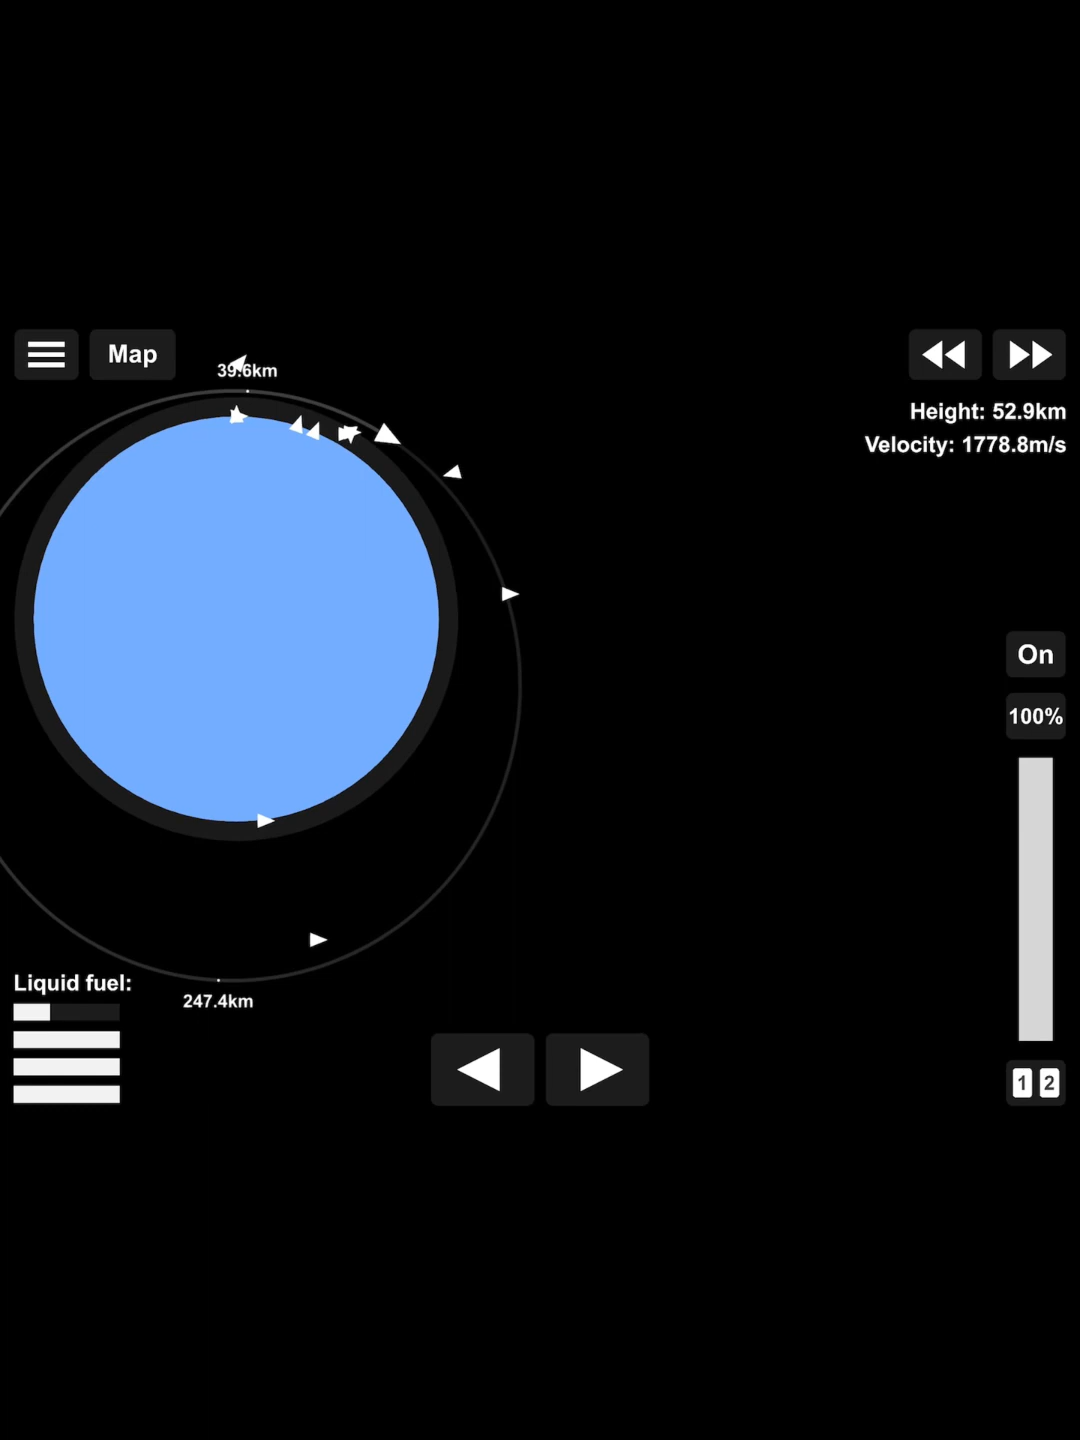 Map
39.6km
Height: 52.9km
Velocity: 1778.8m/s
On
100%
247.4km
Liquid fuel:
1 2